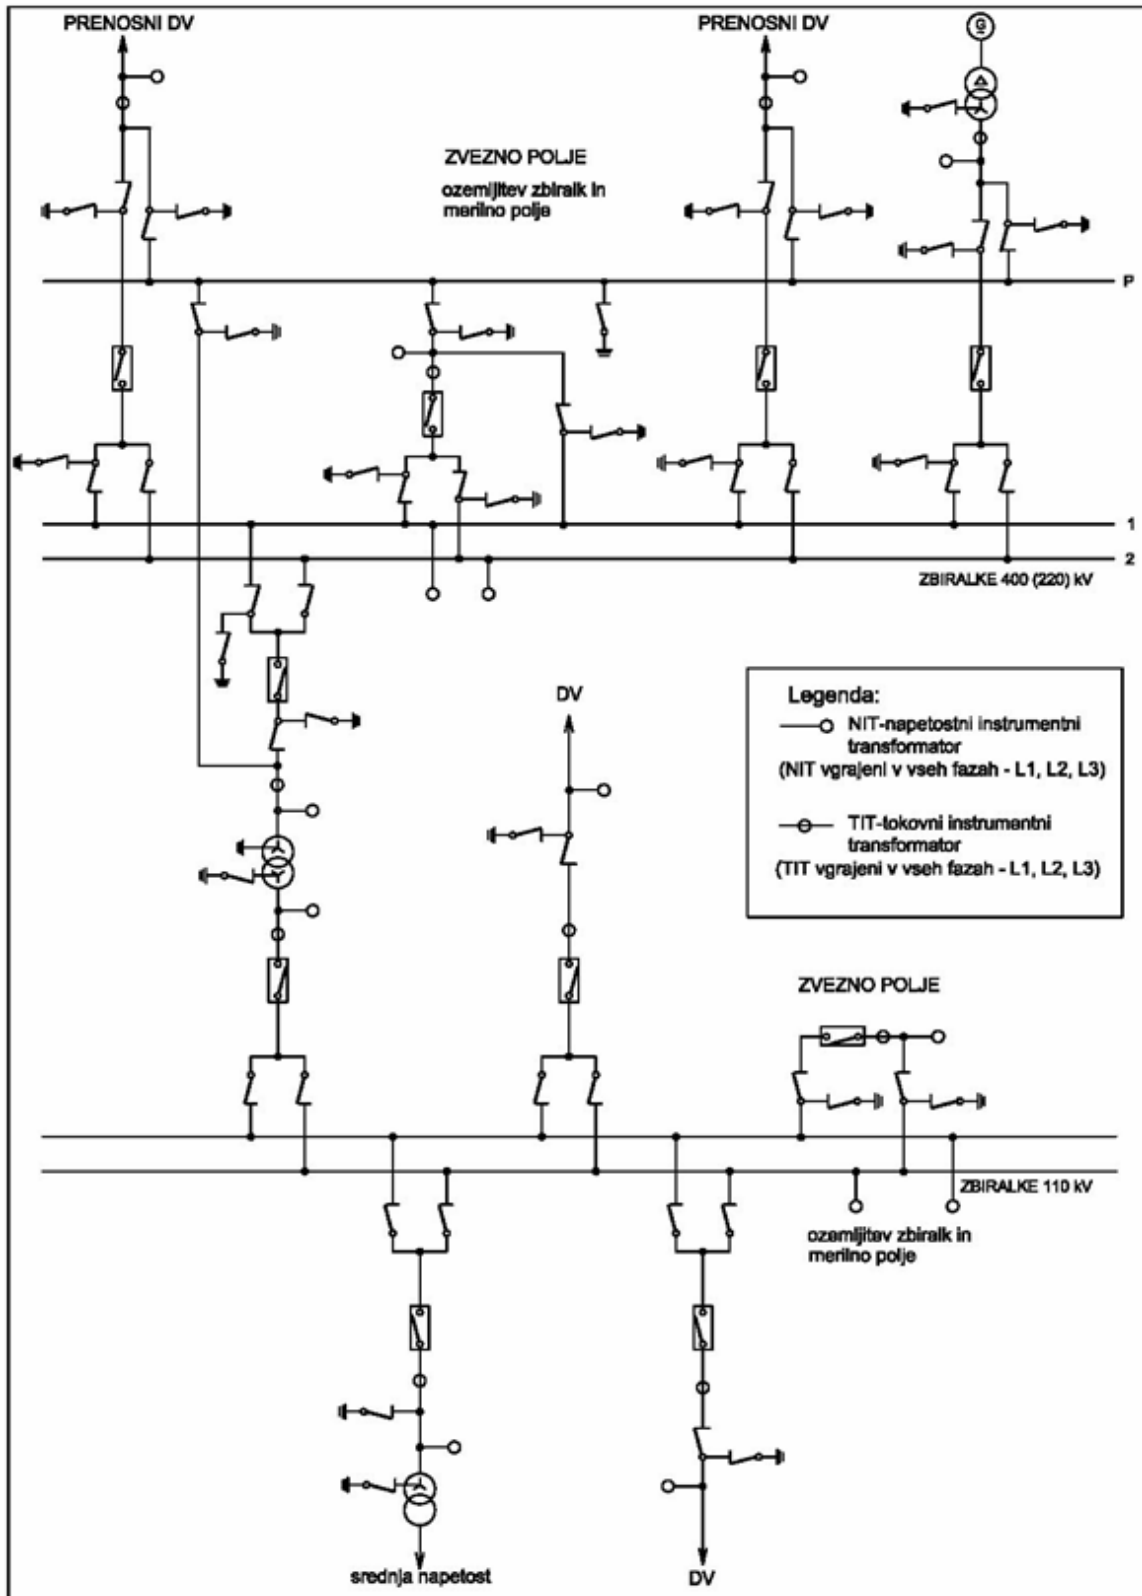 PRENOSNI DV
PRENOSNI DV
G
ZVEZNO POLJE
ozemljitev zbiralk in
merilno polje
P
1
2
ZBIRALKE 400 (220) kV
DV
Legenda:
NIT-napetostni instrumentni
transformator
(NIT vgrajeni v vseh fazah - L1, L2, L3)
TIT-tokovni instrumentni
transformator
(TIT vgrajeni v vseh fazah - L1, L2, L3)
ZVEZNO POLJE
ZBIRALKE 110 kV
ozemljitev zbiralk in
merilno polje
srednja napetost
DV